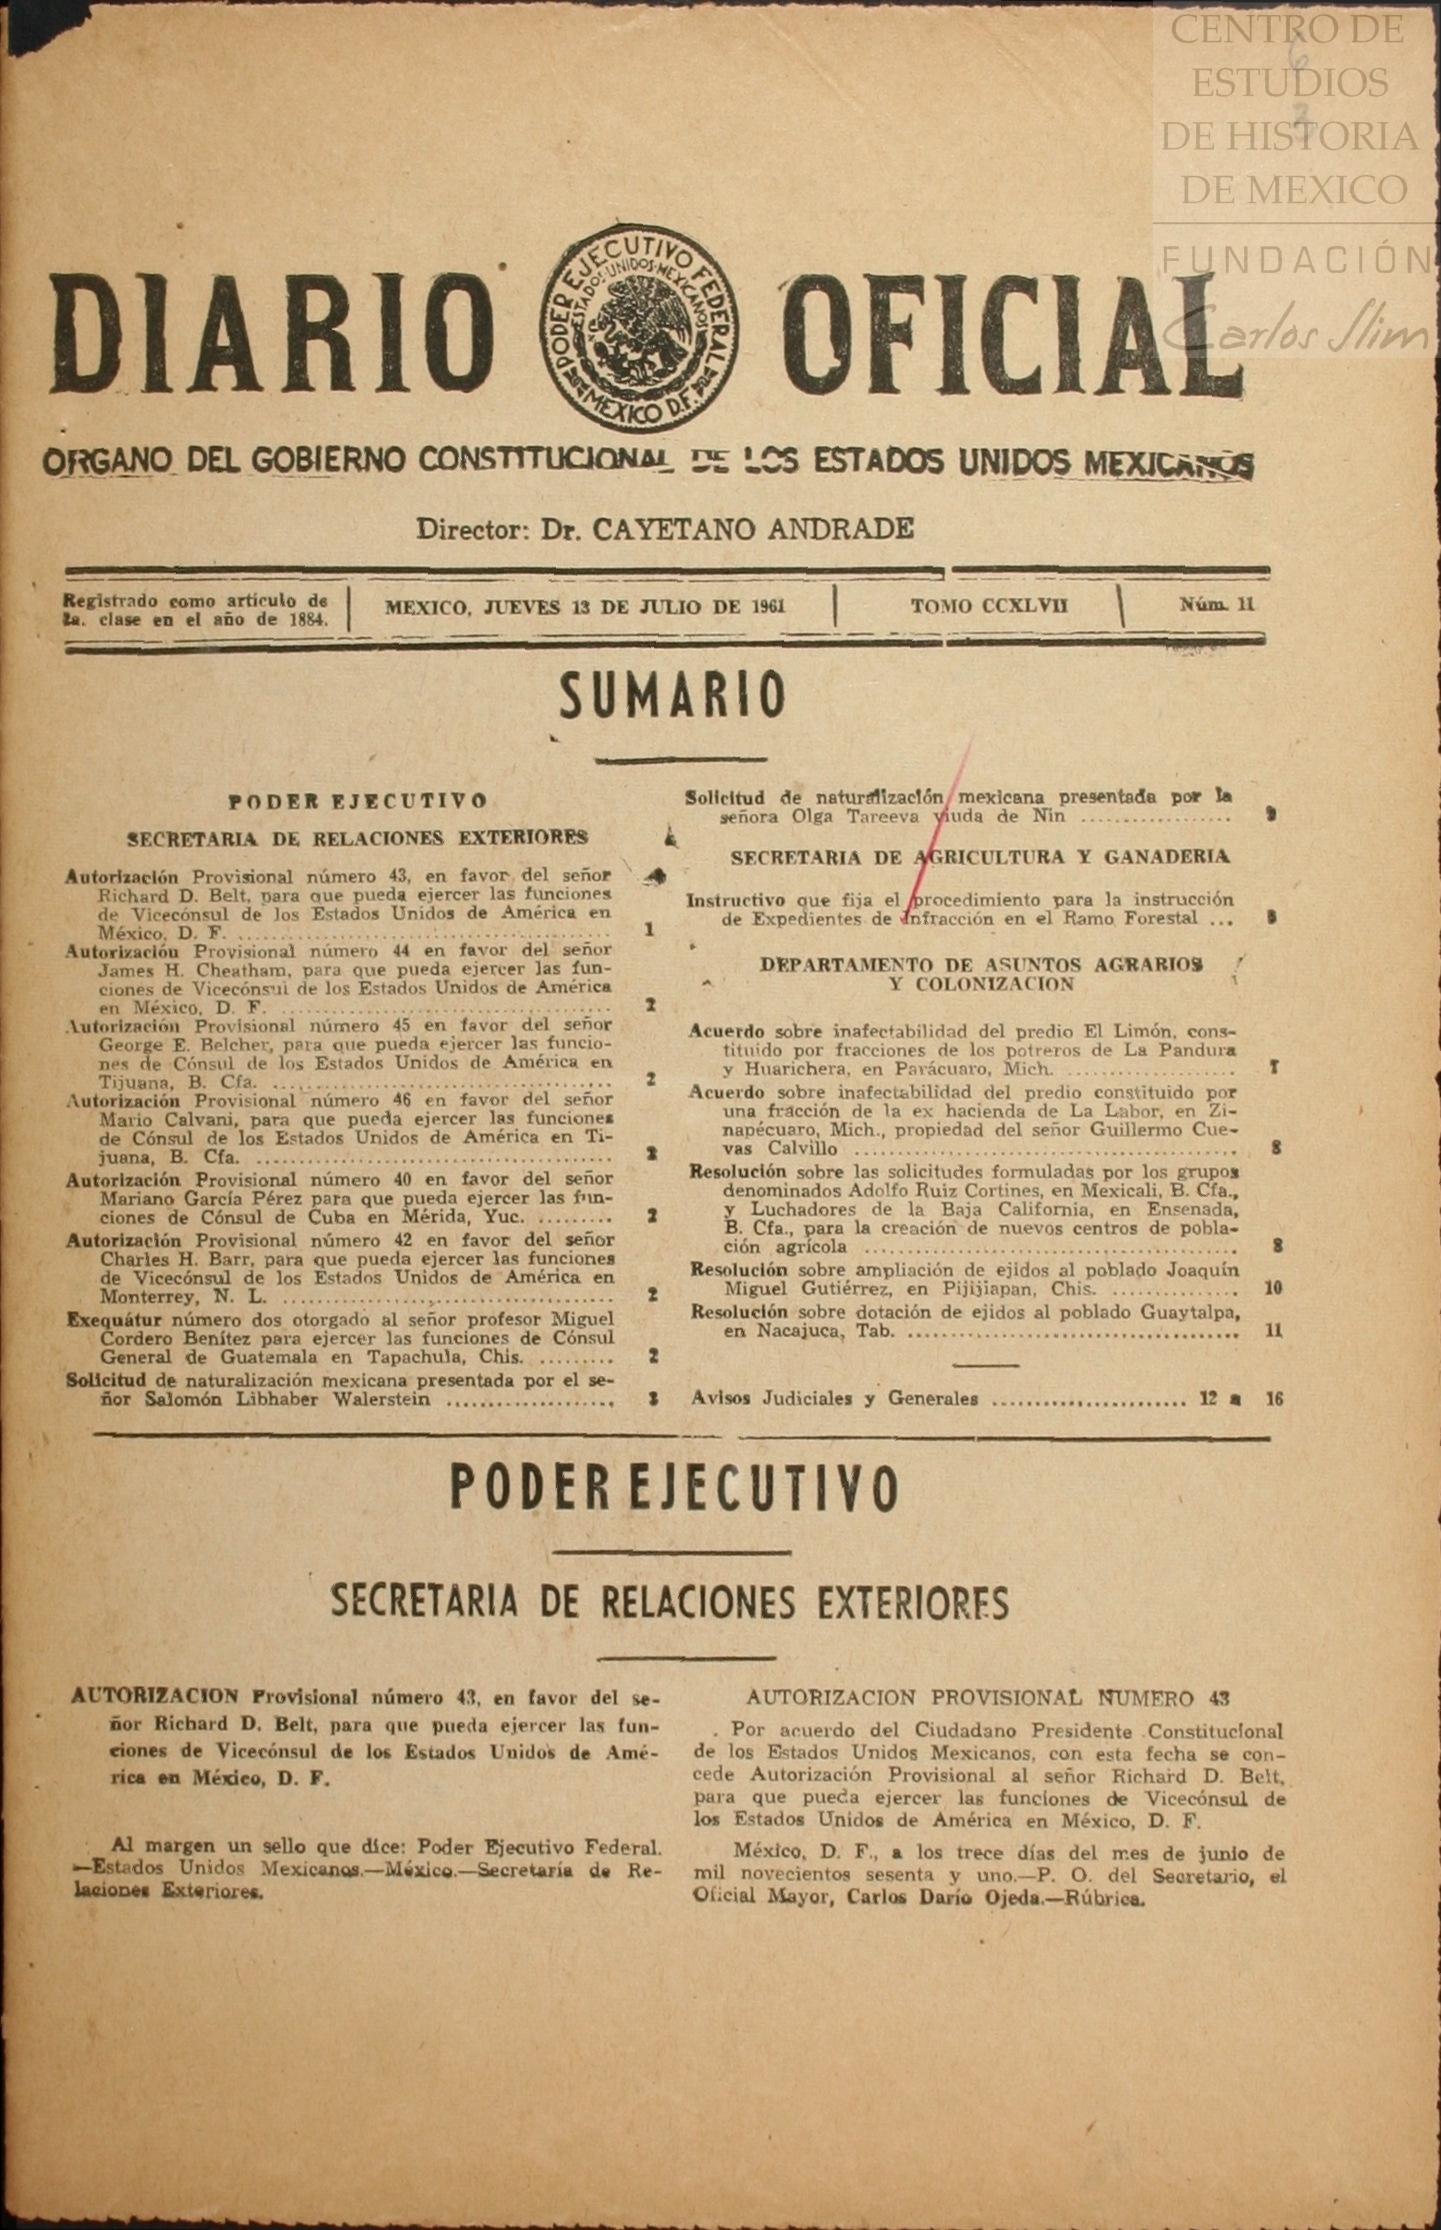 CENTRO DE
ESTUDIOS
DE HISTORIA
DE MEXICO
FUNDACIÓN
Carlos Slim
DIARIO OFICIAL
PODER EJECUTIVO FEDERAL
ESTADOS UNIDOS MEXICANOS
MEXICO D.F.
ORGANO DEL GOBIERNO CONSTITUCIONAL DE LOS ESTADOS UNIDOS MEXICANOS
Director: Dr. CAYETANO ANDRADE
Registrado como artículo de
2a. clase en el año de 1884.
MEXICO, JUEVES 13 DE JULIO DE 1961
TOMO CCXLVII
Núm. 11
SUMARIO
PODER EJECUTIVO
SECRETARIA DE RELACIONES EXTERIORES
Autorización Provisional número 43, en favor del señor
Richard D. Belt, para que pueda ejercer las funciones
de Vicecónsul de los Estados Unidos de América en
México, D. F. .......... 1
Autorización Provisional número 44 en favor del señor
James H. Cheatham, para que pueda ejercer las fun-
ciones de Vicecónsul de los Estados Unidos de América
en México, D. F. .......... 2
Autorización Provisional número 45 en favor del señor
George E. Belcher, para que pueda ejercer las funcio-
nes de Cónsul de los Estados Unidos de América en
Tijuana, B. Cfa. .......... 2
Autorización Provisional número 46 en favor del señor
Mario Calvani, para que pueda ejercer las funciones
de Cónsul de los Estados Unidos de América en Ti-
juana, B. Cfa. .......... 2
Autorización Provisional número 40 en favor del señor
Mariano García Pérez para que pueda ejercer las fun-
ciones de Cónsul de Cuba en Mérida, Yuc. .......... 2
Autorización Provisional número 42 en favor del señor
Charles H. Barr, para que pueda ejercer las funciones
de Vicecónsul de los Estados Unidos de América en
Monterrey, N. L. .......... 2
Exequátur número dos otorgado al señor profesor Miguel
Cordero Benítez para ejercer las funciones de Cónsul
General de Guatemala en Tapachula, Chis. .......... 2
Solicitud de naturalización mexicana presentada por el se-
ñor Salomón Libhaber Walerstein .......... 3
Solicitud de naturalización mexicana presentada por la
señora Olga Tareeva viuda de Nin ..........
SECRETARIA DE AGRICULTURA Y GANADERIA
Instructivo que fija el procedimiento para la instrucción
de Expedientes de Infracción en el Ramo Forestal ...
DEPARTAMENTO DE ASUNTOS AGRARIOS
Y COLONIZACION
Acuerdo sobre inafectabilidad del predio El Limón, cons-
tituido por fracciones de los potreros de La Pandura
y Huarichera, en Parácuaro, Mich. .......... 7
Acuerdo sobre inafectabilidad del predio constituido por
una fracción de la ex hacienda de La Labor, en Zi-
napécuaro, Mich., propiedad del señor Guillermo Cue-
vas Calvillo .......... 8
Resolución sobre las solicitudes formuladas por los grupos
denominados Adolfo Ruiz Cortines, en Mexicali, B. Cfa.,
y Luchadores de la Baja California, en Ensenada,
B. Cfa., para la creación de nuevos centros de pobla-
ción agrícola .......... 8
Resolución sobre ampliación de ejidos al poblado Joaquín
Miguel Gutiérrez, en Pijijiapan, Chis. .......... 10
Resolución sobre dotación de ejidos al poblado Guaytalpa,
en Nacajuca, Tab. .......... 11
Avisos Judiciales y Generales .......... 12 a 16
PODER EJECUTIVO
SECRETARIA DE RELACIONES EXTERIORES
AUTORIZACION Provisional número 43, en favor del se-
ñor Richard D. Belt, para que pueda ejercer las fun-
ciones de Vicecónsul de los Estados Unidos de Amé-
rica en México, D. F.
Al margen un sello que dice: Poder Ejecutivo Federal.
—Estados Unidos Mexicanos.—México.—Secretaría de Re-
laciones Exteriores.
AUTORIZACION PROVISIONAL NUMERO 43
Por acuerdo del Ciudadano Presidente Constitucional
de los Estados Unidos Mexicanos, con esta fecha se con-
cede Autorización Provisional al señor Richard D. Belt,
para que pueda ejercer las funciones de Vicecónsul de
los Estados Unidos de América en México, D. F.
México, D. F., a los trece días del mes de junio de
mil novecientos sesenta y uno.—P. O. del Secretario, el
Oficial Mayor, Carlos Darío Ojeda.—Rúbrica.